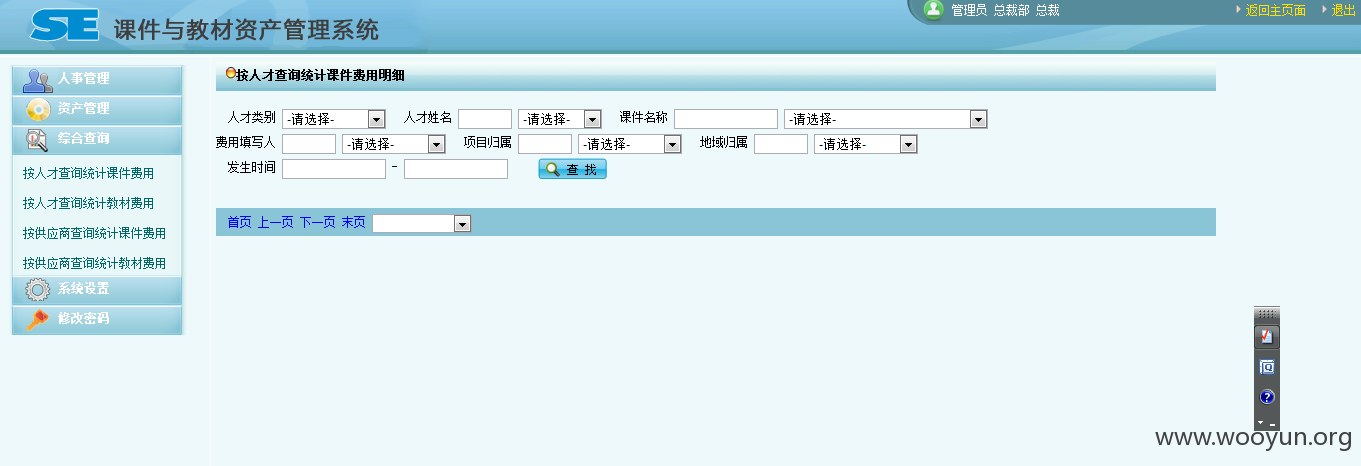 SE 课件与教材资产管理系统
管理员 总裁部 总裁
返回主页面 退出
人事管理
资产管理
综合查询
按人才查询统计课件费用
按人才查询统计教材费用
按供应商查询统计课件费用
按供应商查询统计教材费用
系统设置
修改密码
按人才查询统计课件费用明细
人才类别 -请选择- 人才姓名 -请选择- 课件名称 -请选择-
费用填写人 -请选择- 项目归属 -请选择- 地域归属 -请选择-
发生时间 - 查 找
首页 上一页 下一页 末页
www.wooyun.org